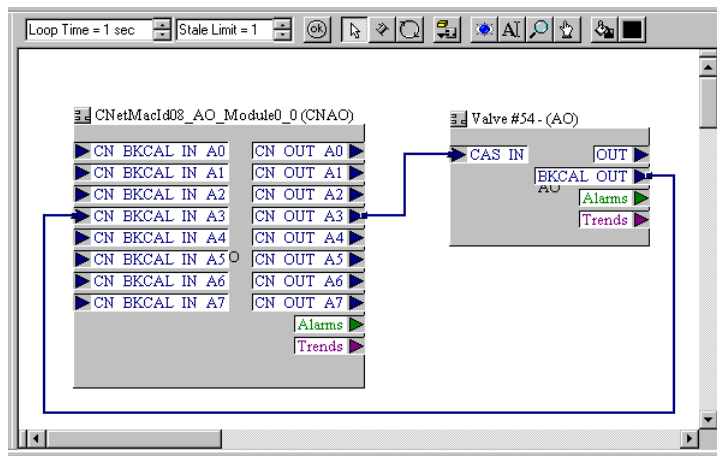 Loop Time = 1 sec Stale Limit = 1 ok AI
CNetMacId08_AO_Module0_0 (CNAO)
CN BKCAL IN A0 CN OUT A0
CN BKCAL IN A1 CN OUT A1
CN BKCAL IN A2 CN OUT A2
CN BKCAL IN A3 CN OUT A3
CN BKCAL IN A4 CN OUT A4
CN BKCAL IN A5 O CN OUT A5
CN BKCAL IN A6 CN OUT A6
CN BKCAL IN A7 CN OUT A7
Alarms
Trends
Valve #54 - (AO)
CAS IN OUT
BKCAL OUT
AO
Alarms
Trends